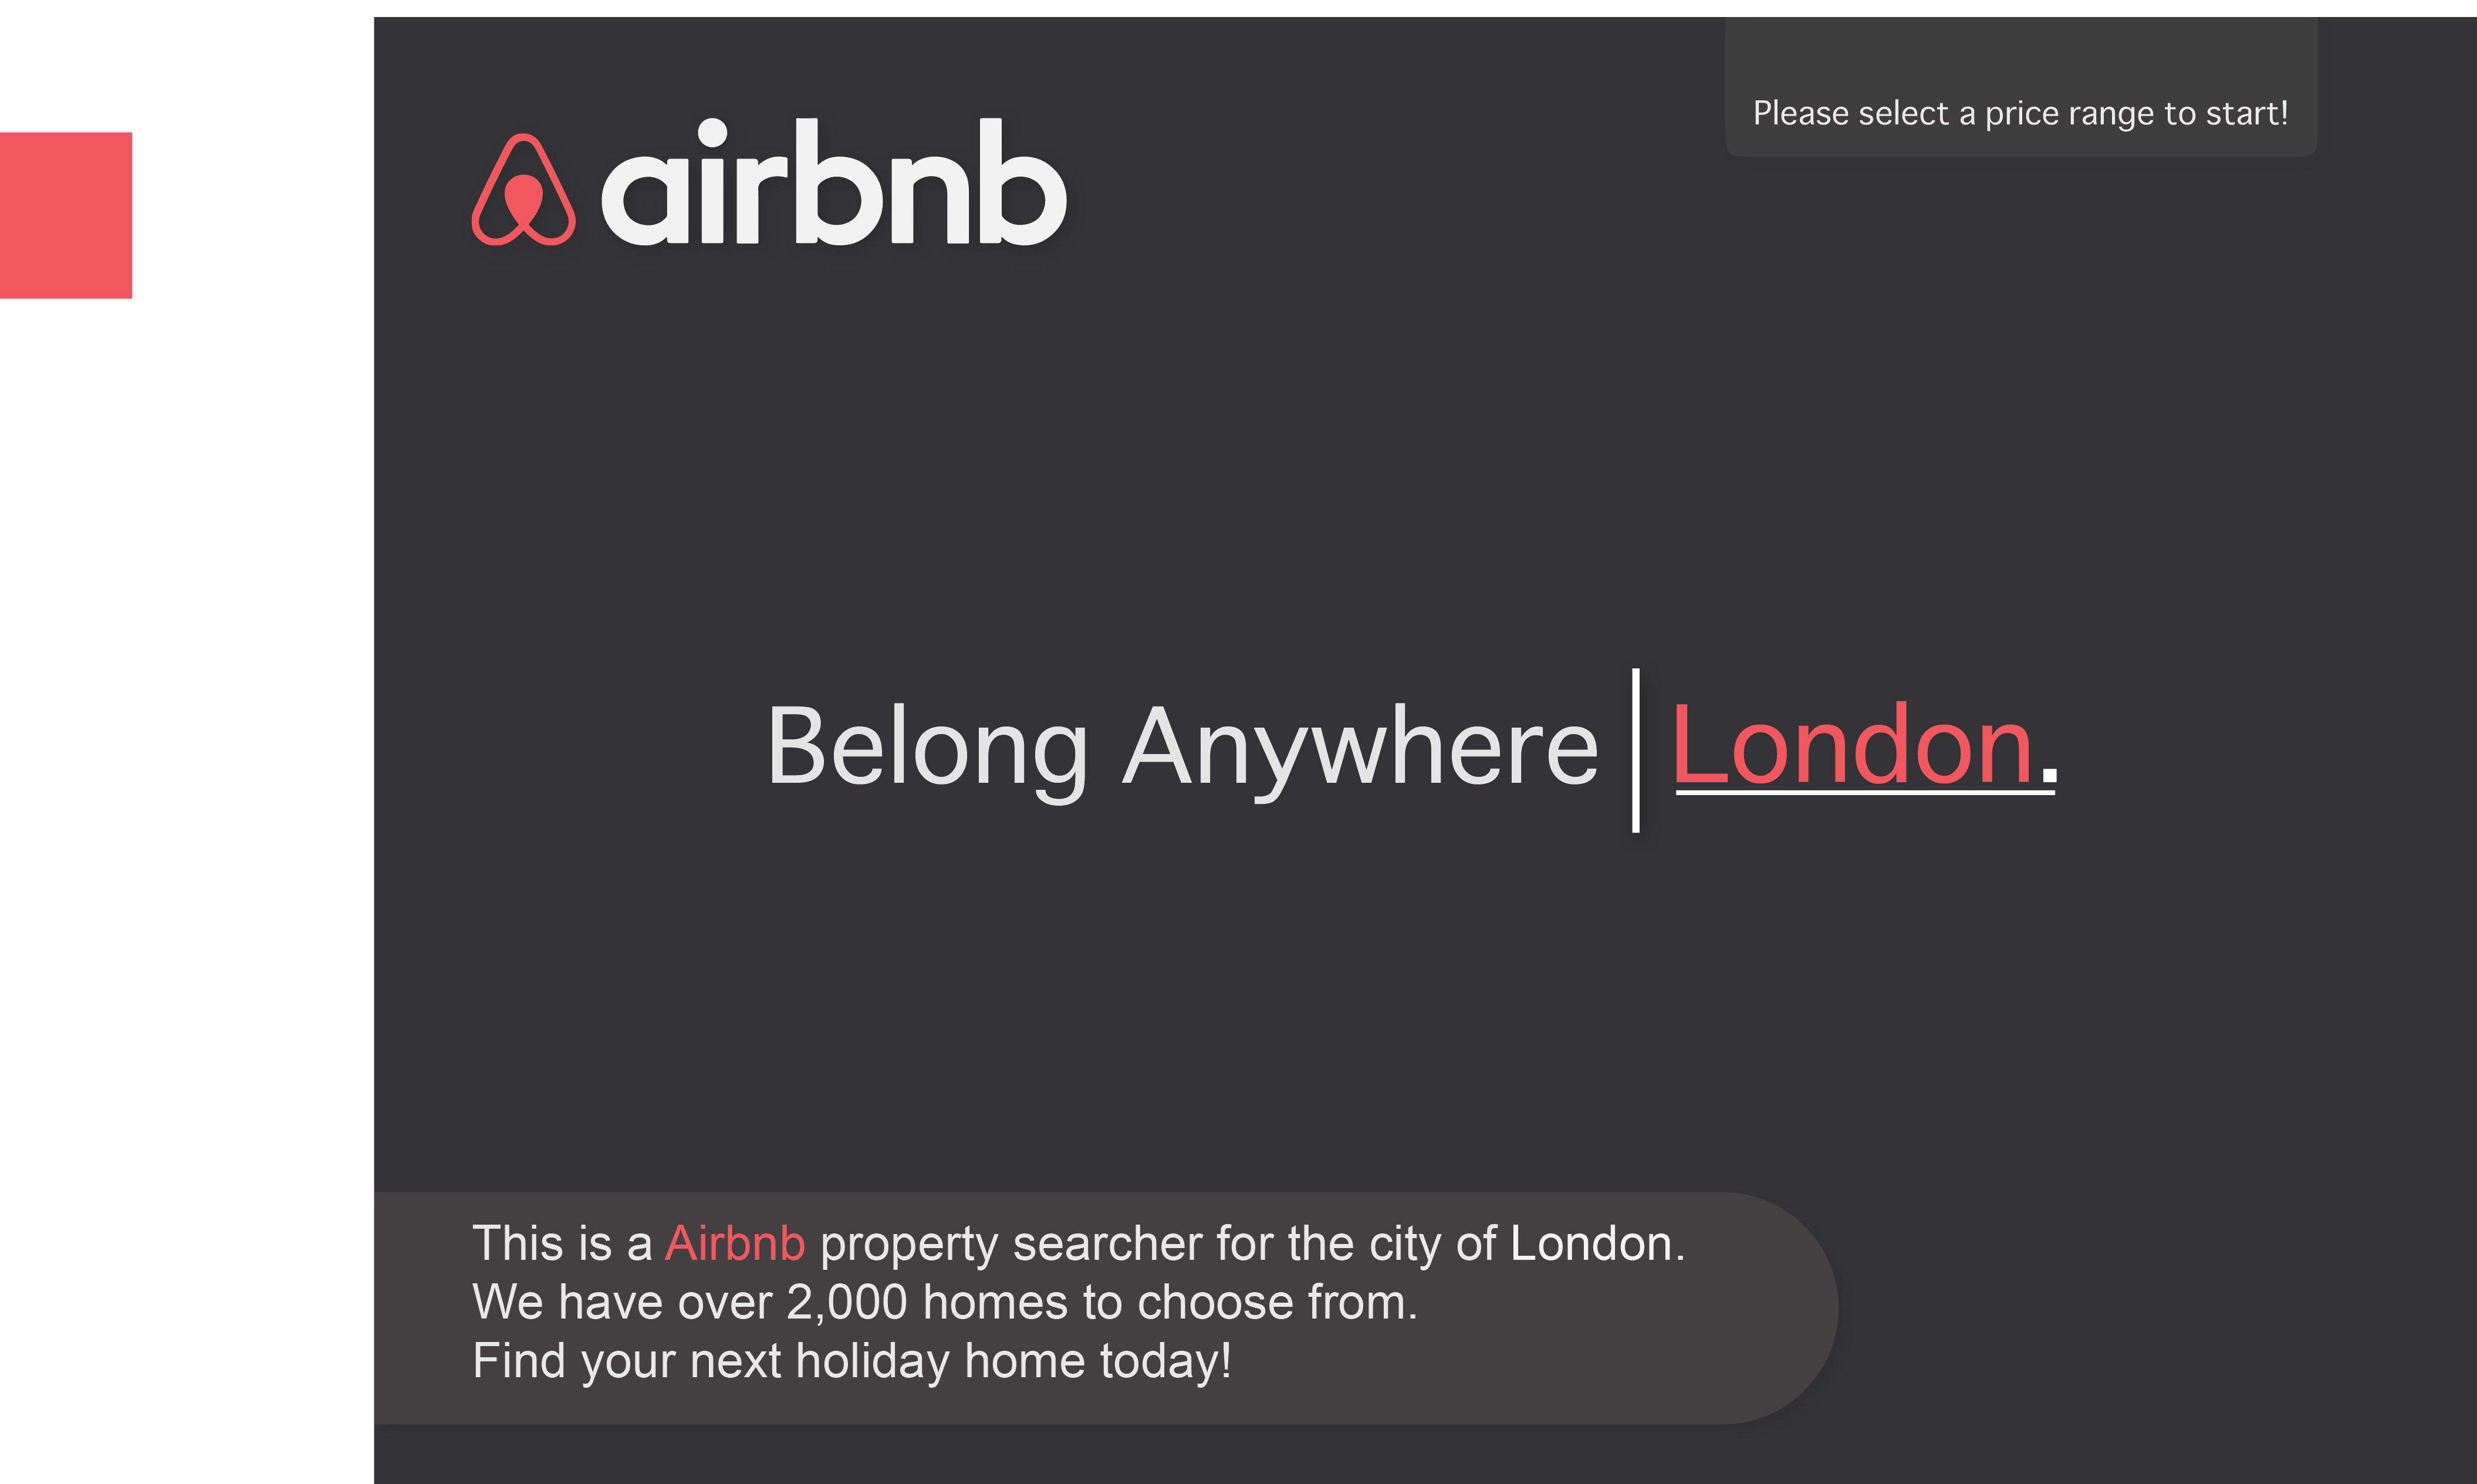 airbnb
Please select a price range to start!
Belong Anywhere | London.
This is a Airbnb property searcher for the city of London.
We have over 2,000 homes to choose from.
Find your next holiday home today!